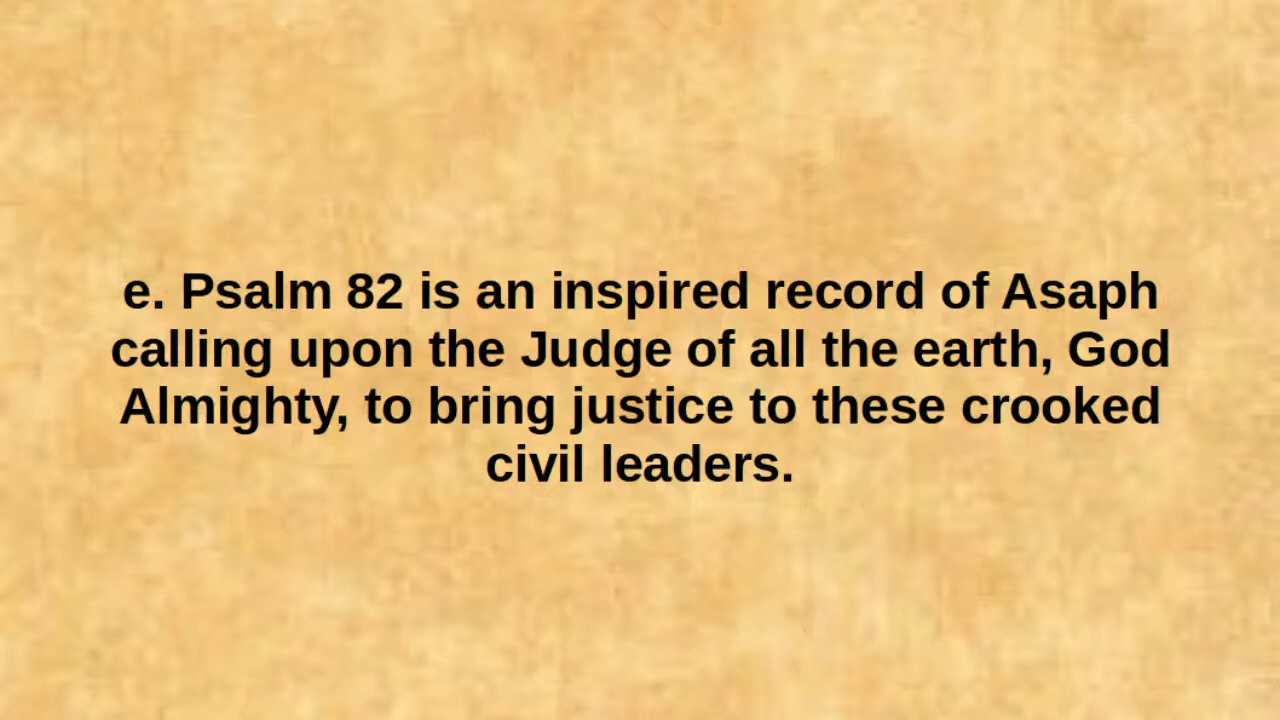 e. Psalm 82 is an inspired record of Asaph
calling upon the Judge of all the earth, God
Almighty, to bring justice to these crooked
civil leaders.